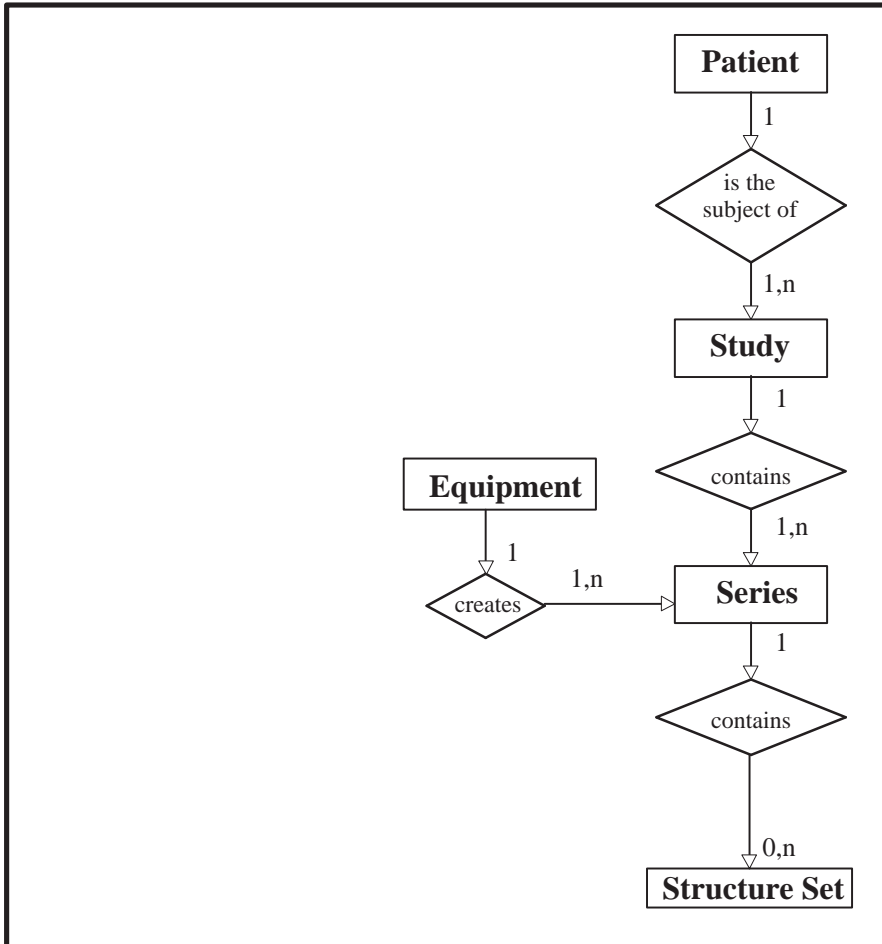 Patient
1
is the
subject of
1,n
Study
1
contains
Equipment
1,n
1
1,n
creates
Series
1
contains
0,n
Structure Set